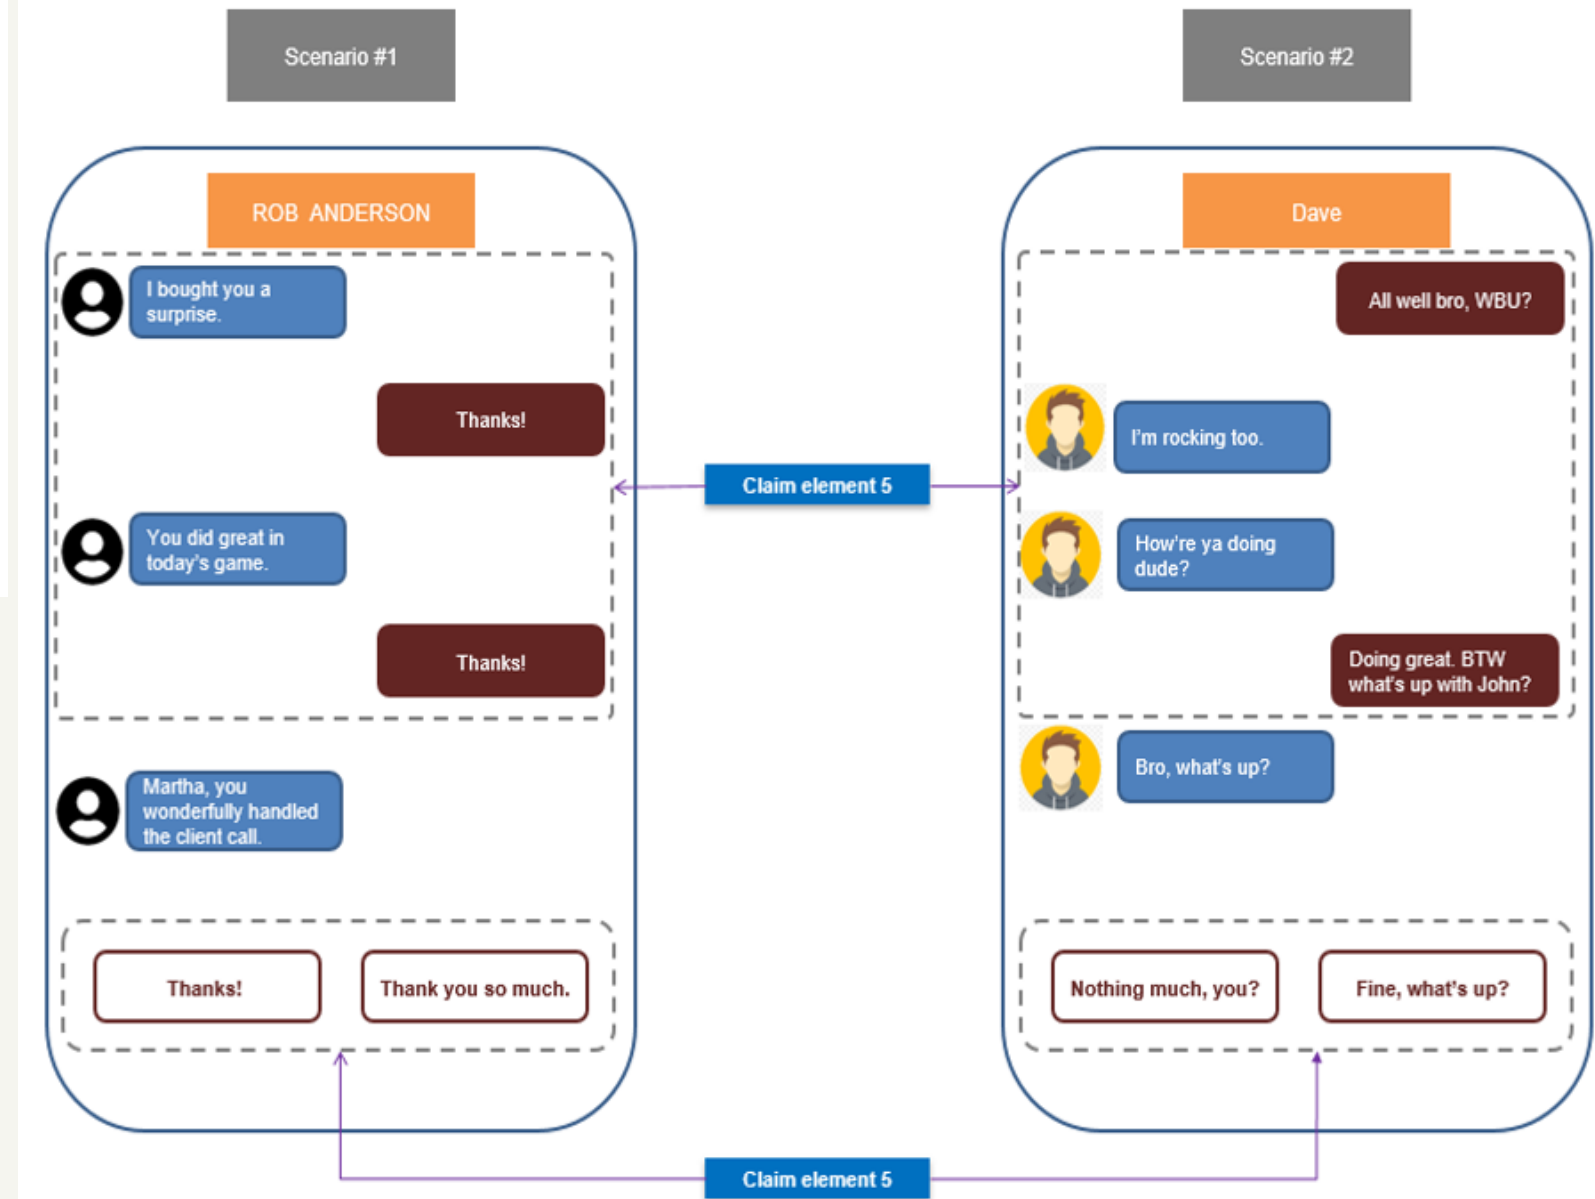 Scenario #1
Scenario #2
ROB ANDERSON
I bought you a
surprise.
Thanks!
You did great in
today's game.
Thanks!
Martha, you
wonderfully handled
the client call.
Thanks!
Thank you so much.
Claim element 5
Dave
All well bro, WBU?
I'm rocking too.
How're ya doing
dude?
Doing great. BTW
what's up with John?
Bro, what's up?
Nothing much, you?
Fine, what's up?
Claim element 5